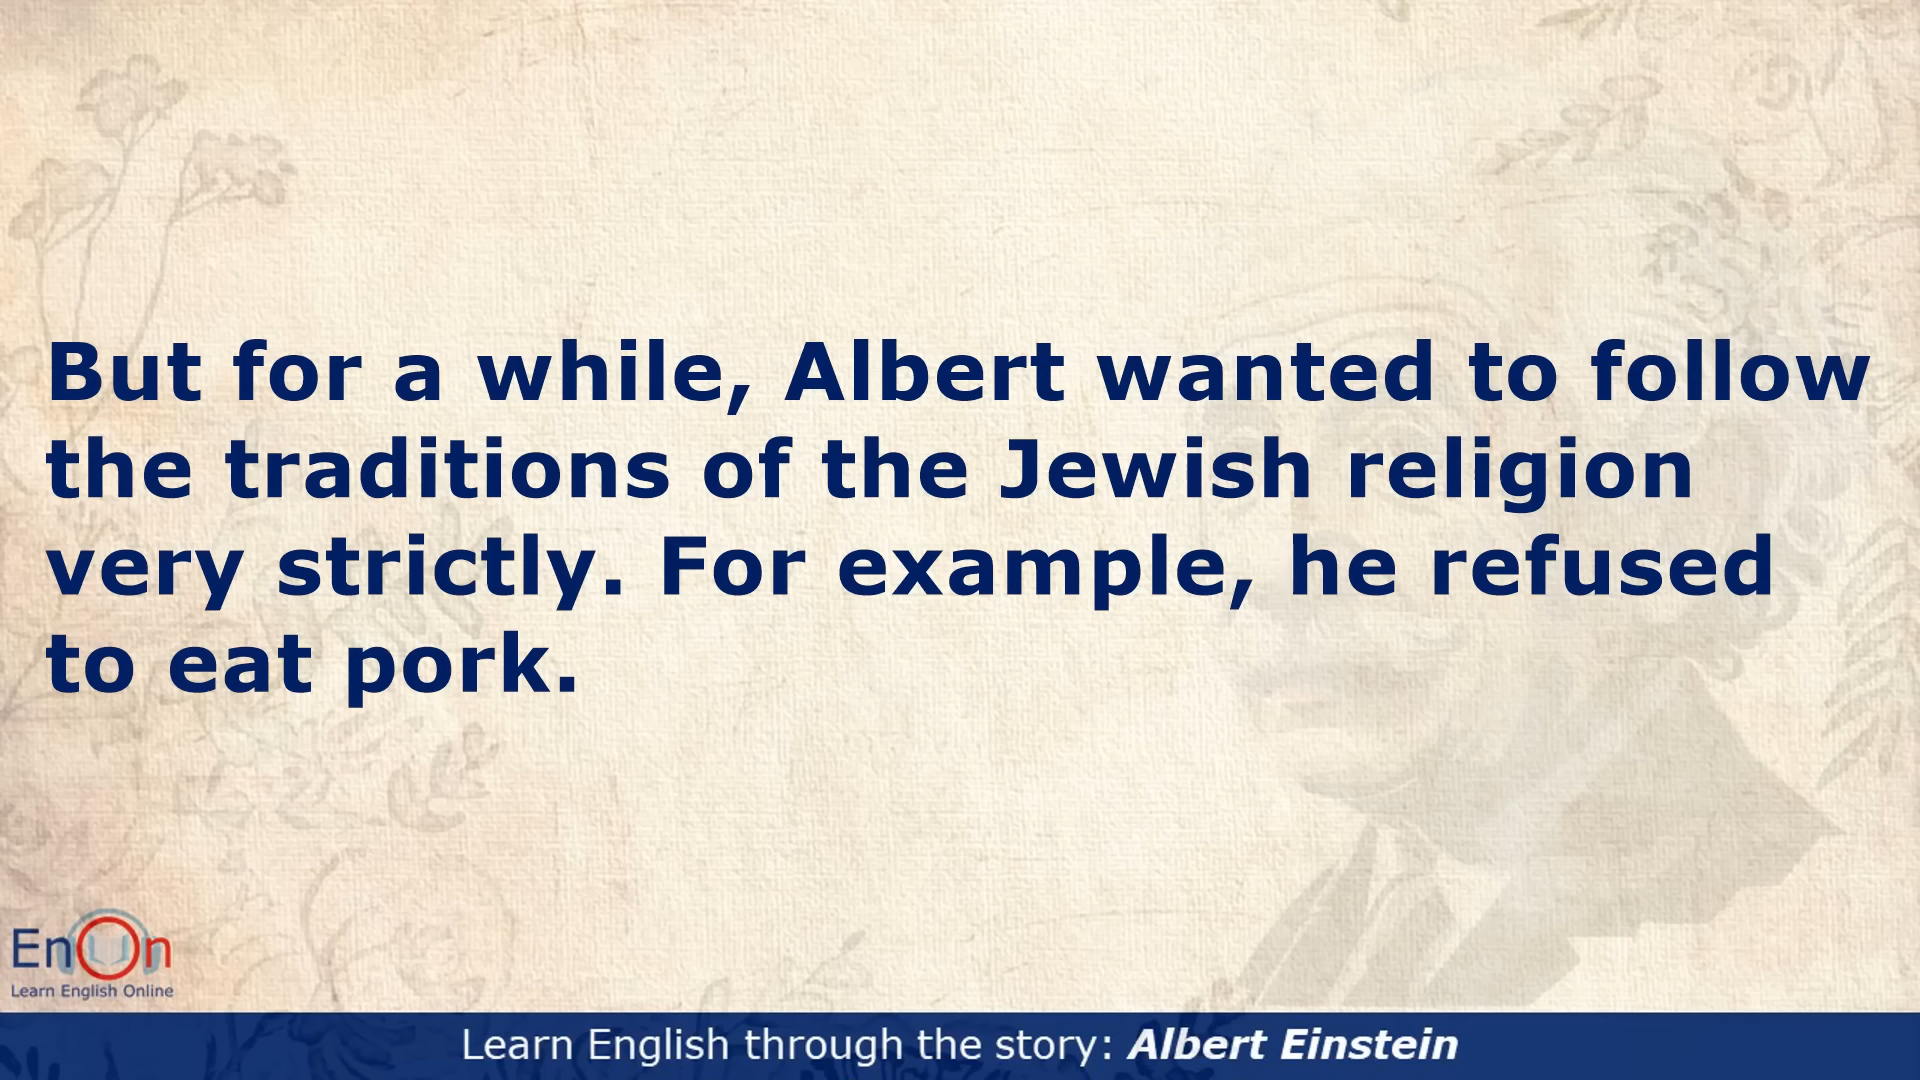 But for a while, Albert wanted to follow
the traditions of the Jewish religion
very strictly. For example, he refused
to eat pork.
EnOn
Learn English Online
Learn English through the story: Albert Einstein